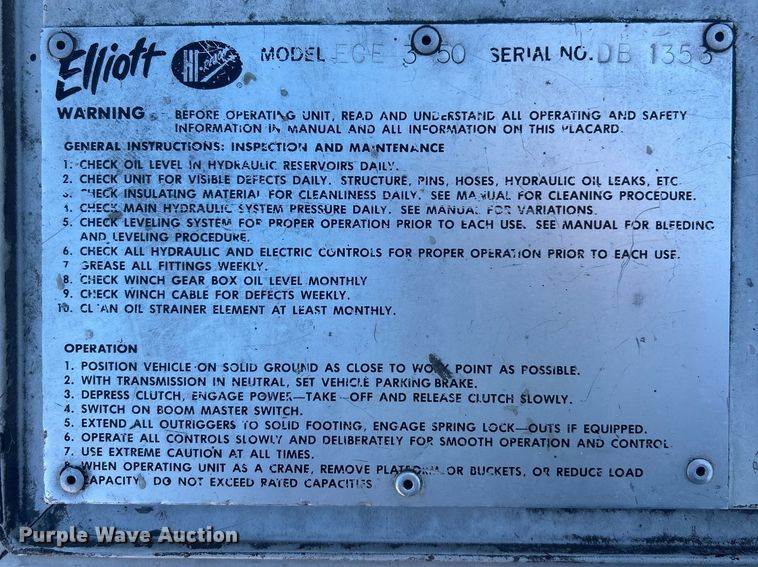 Elliott HI-Reach ® MODEL SERIAL NO.
WARNING BEFORE OPERATING UNIT, READ AND UNDERSTAND ALL OPERATING AND SAFETY
INFORMATION IN MANUAL AND ALL INFORMATION ON THIS PLACARD.
GENERAL INSTRUCTIONS: INSPECTION AND MAINTENANCE
1. CHECK OIL LEVEL IN HYDRAULIC RESERVOIRS DAILY.
2. CHECK UNIT FOR VISIBLE DEFECTS DAILY. STRUCTURE, PINS, HOSES, HYDRAULIC OIL LEAKS, ETC
3. CHECK INSULATING MATERIAL FOR CLEANLINESS DAILY. SEE MANUAL FOR CLEANING PROCEDURE.
4. CHECK MAIN HYDRAULIC SYSTEM PRESSURE DAILY. SEE MANUAL FOR VARIATIONS.
5. CHECK LEVELING SYSTEM FOR PROPER OPERATION PRIOR TO EACH USE. SEE MANUAL FOR BLEEDING
AND LEVELING PROCEDURE.
6. CHECK ALL HYDRAULIC AND ELECTRIC CONTROLS FOR PROPER OPERATION PRIOR TO EACH USE.
7 GREASE ALL FITTINGS WEEKLY.
8. CHECK WINCH GEAR BOX OIL LEVEL MONTHLY
9. CHECK WINCH CABLE FOR DEFECTS WEEKLY.
10. CLEAN OIL STRAINER ELEMENT AT LEAST MONTHLY.
OPERATION
1. POSITION VEHICLE ON SOLID GROUND AS CLOSE TO WORK POINT AS POSSIBLE.
2. WITH TRANSMISSION IN NEUTRAL, SET VEHICLE PARKING BRAKE.
3. DEPRESS CLUTCH, ENGAGE POWER—TAKE—OFF AND RELEASE CLUTCH SLOWLY.
4. SWITCH ON BOOM MASTER SWITCH.
5. EXTEND ALL OUTRIGGERS TO SOLID FOOTING, ENGAGE SPRING LOCK—OUTS IF EQUIPPED.
6. OPERATE ALL CONTROLS SLOWLY AND DELIBERATELY FOR SMOOTH OPERATION AND CONTROL.
7. USE EXTREME CAUTION AT ALL TIMES.
8. WHEN OPERATING UNIT AS A CRANE, REMOVE PLATFORM OR BUCKETS, OR REDUCE LOAD
CAPACITY. DO NOT EXCEED RATED CAPACITIES
Purple Wave Auction